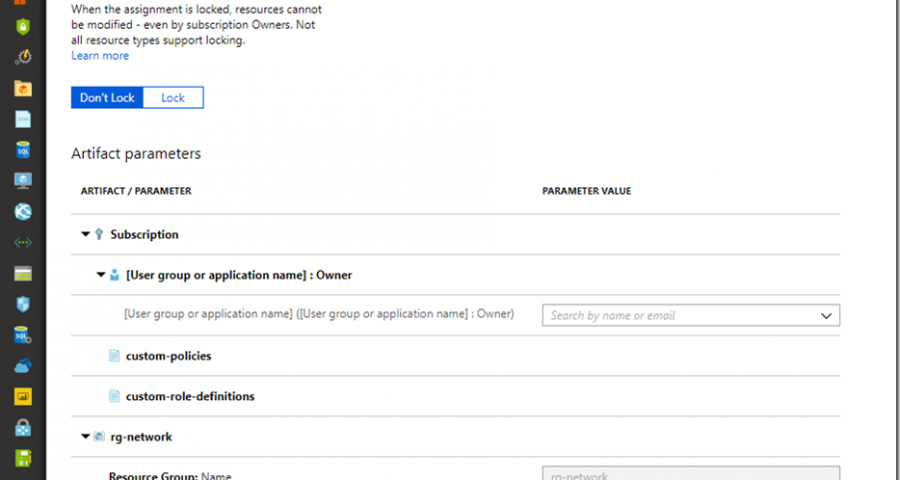 When the assignment is locked, resources cannot
be modified - even by subscription Owners. Not
all resource types support locking.
Learn more
Don't Lock Lock
Artifact parameters
ARTIFACT / PARAMETER PARAMETER VALUE
Subscription
[User group or application name] : Owner
[User group or application name] ([User group or application name] : Owner) Search by name or email
custom-policies
custom-role-definitions
rg-network
Resource Group: Name rg-network